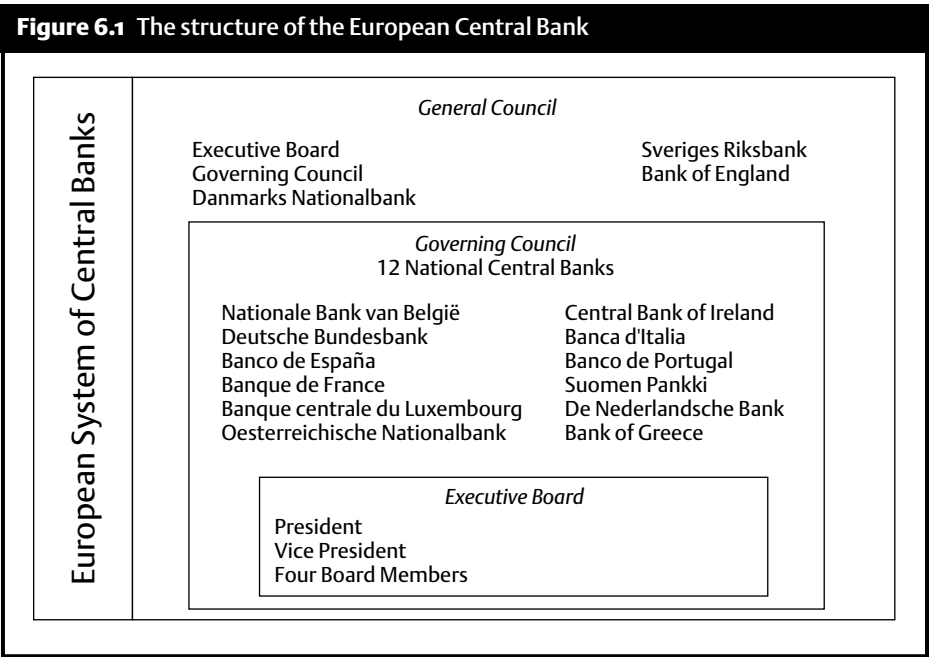 Figure 6.1 The structure of the European Central Bank
European System of Central Banks
General Council
Executive Board
Governing Council
Danmarks Nationalbank
Sveriges Riksbank
Bank of England
Governing Council
12 National Central Banks
Nationale Bank van België
Deutsche Bundesbank
Banco de España
Banque de France
Banque centrale du Luxembourg
Oesterreichische Nationalbank
Central Bank of Ireland
Banca d'Italia
Banco de Portugal
Suomen Pankki
De Nederlandsche Bank
Bank of Greece
Executive Board
President
Vice President
Four Board Members